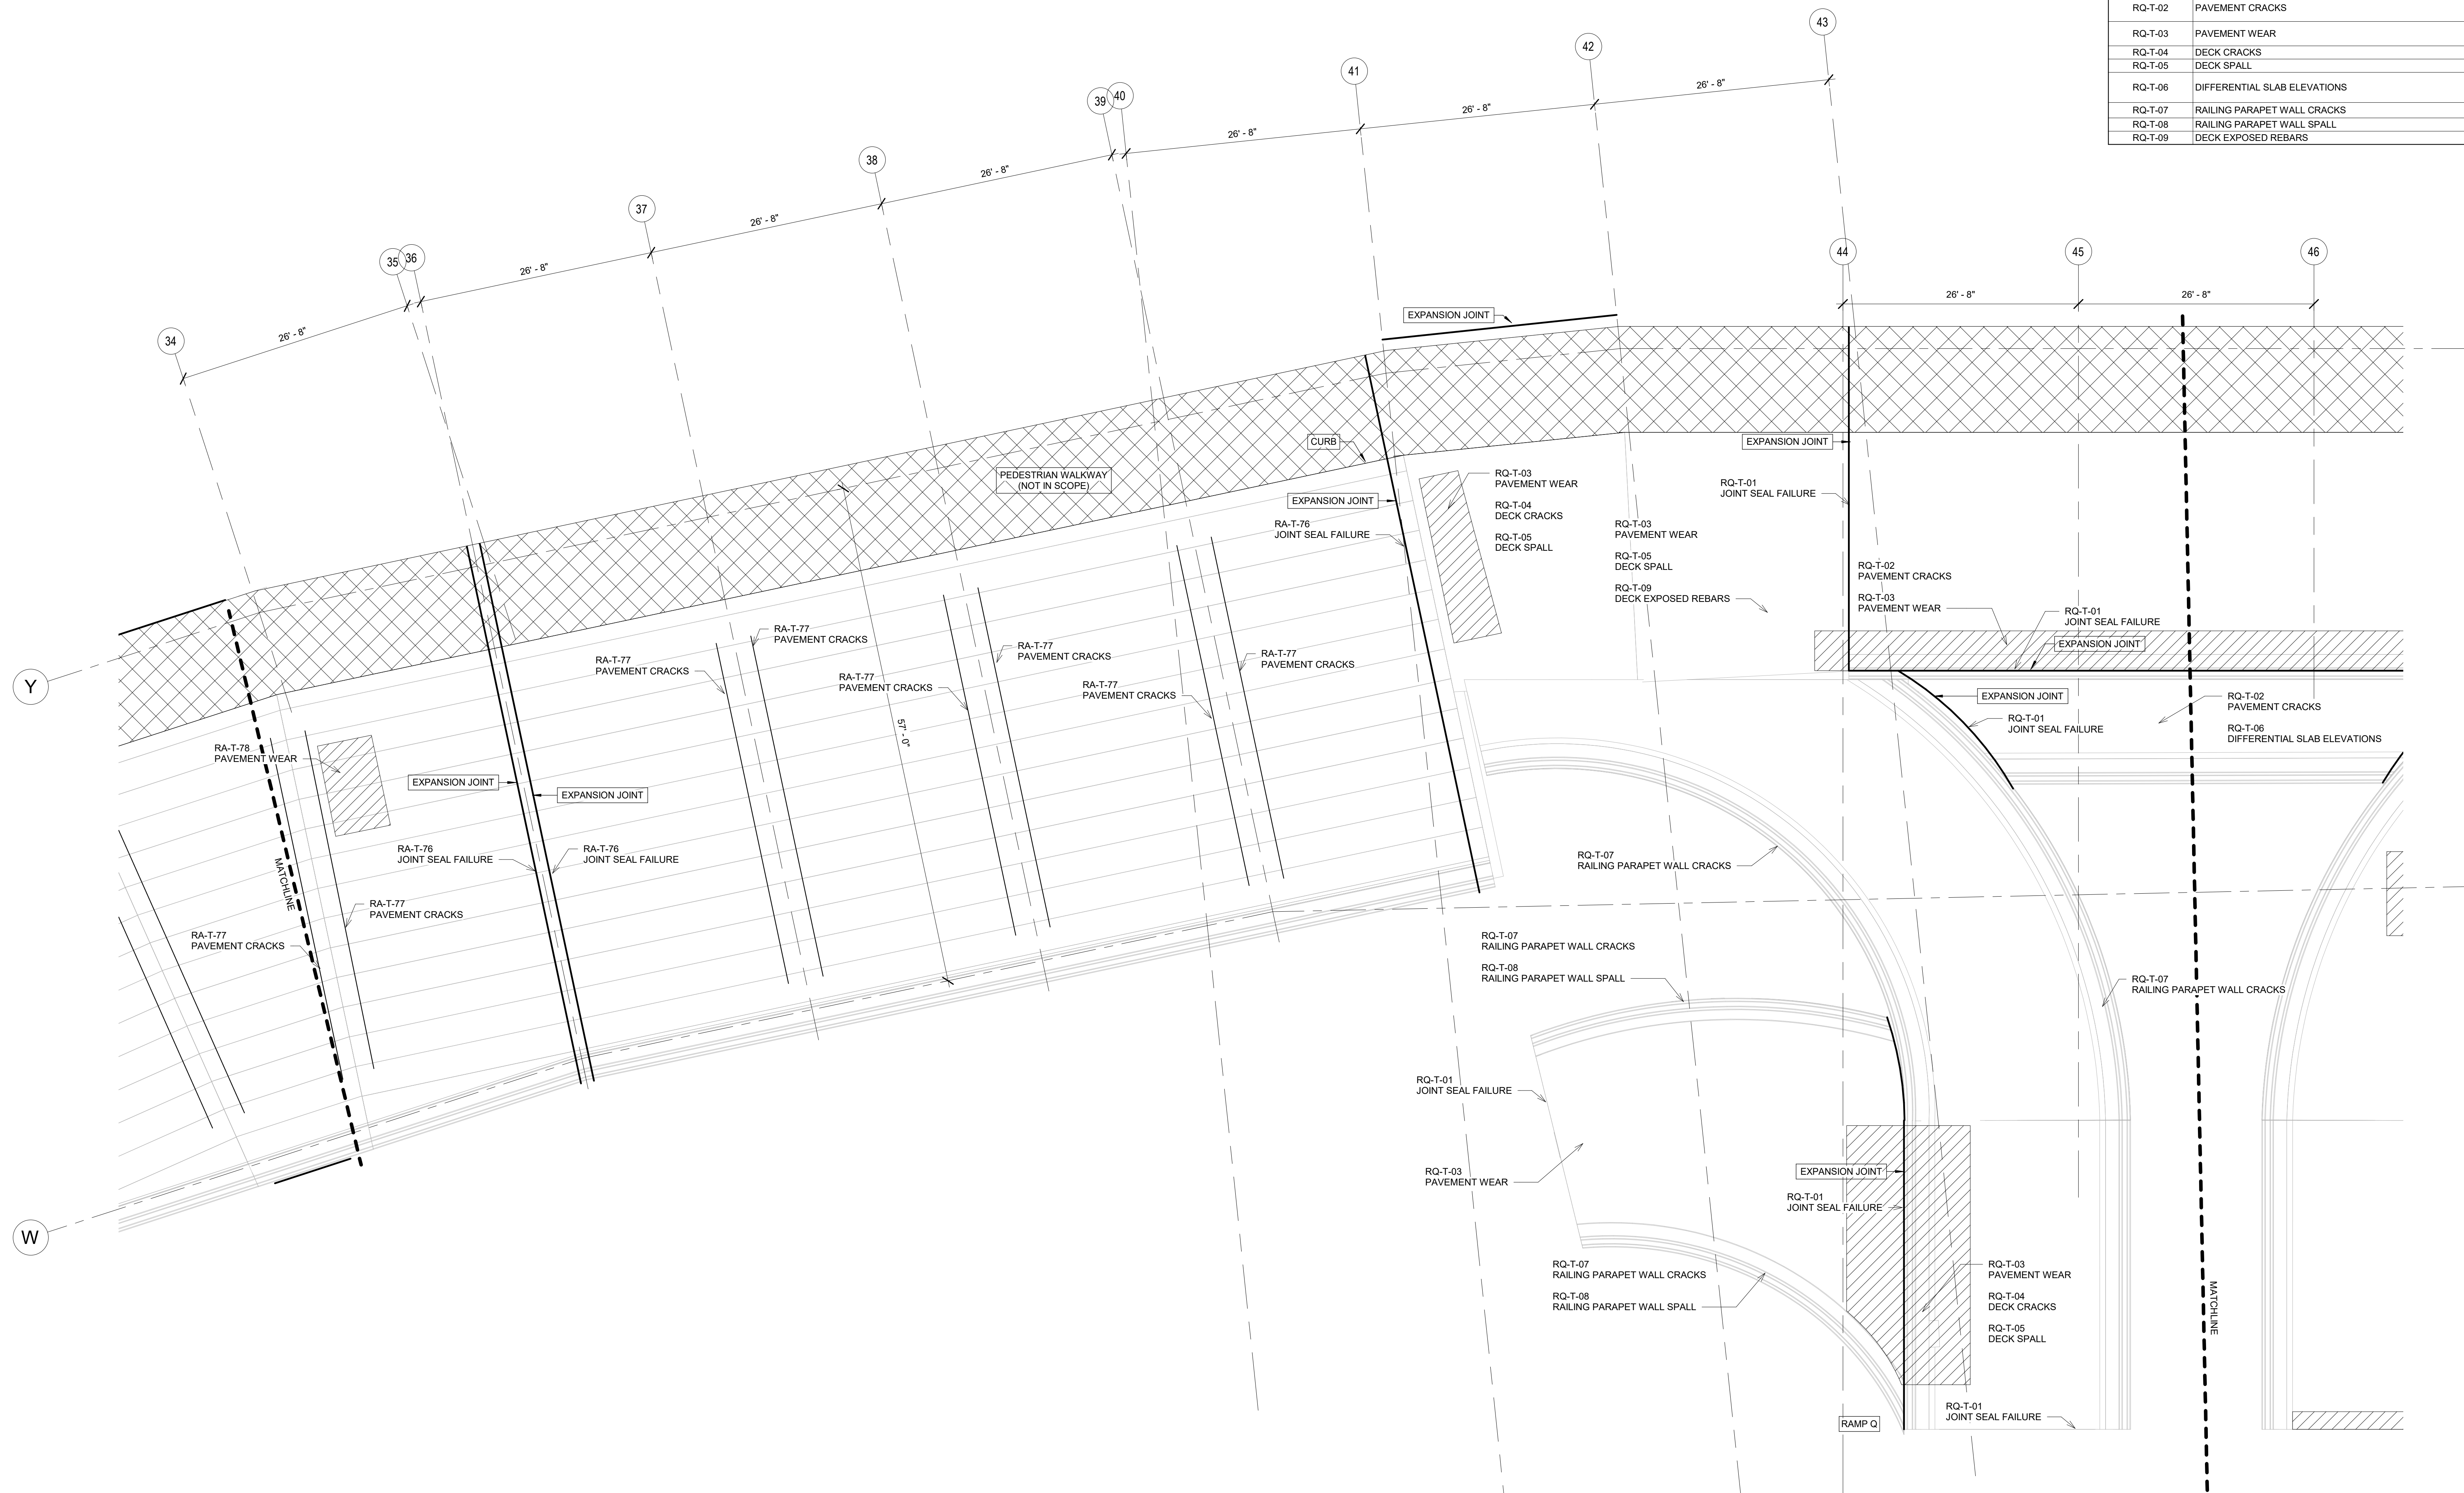 RQ-T-02 PAVEMENT CRACKS
RQ-T-03 PAVEMENT WEAR
RQ-T-04 DECK CRACKS
RQ-T-05 DECK SPALL
RQ-T-06 DIFFERENTIAL SLAB ELEVATIONS
RQ-T-07 RAILING PARAPET WALL CRACKS
RQ-T-08 RAILING PARAPET WALL SPALL
RQ-T-09 DECK EXPOSED REBARS
43
42
41
40
39
38
37
36
35
34
44
45
46
26' - 8"
26' - 8"
26' - 8"
26' - 8"
26' - 8"
26' - 8"
26' - 8"
26' - 8"
26' - 8"
EXPANSION JOINT
CURB
EXPANSION JOINT
PEDESTRIAN WALKWAY
(NOT IN SCOPE)
EXPANSION JOINT
RQ-T-03
PAVEMENT WEAR
RQ-T-04
DECK CRACKS
RQ-T-05
DECK SPALL
RQ-T-01
JOINT SEAL FAILURE
RA-T-76
JOINT SEAL FAILURE
RQ-T-03
PAVEMENT WEAR
RQ-T-05
DECK SPALL
RQ-T-09
DECK EXPOSED REBARS
RQ-T-02
PAVEMENT CRACKS
RQ-T-03
PAVEMENT WEAR
RQ-T-01
JOINT SEAL FAILURE
EXPANSION JOINT
RA-T-77
PAVEMENT CRACKS
RA-T-77
PAVEMENT CRACKS
RA-T-77
PAVEMENT CRACKS
RA-T-77
PAVEMENT CRACKS
RA-T-77
PAVEMENT CRACKS
RA-T-77
PAVEMENT CRACKS
Y
EXPANSION JOINT
RQ-T-01
JOINT SEAL FAILURE
RQ-T-02
PAVEMENT CRACKS
RQ-T-06
DIFFERENTIAL SLAB ELEVATIONS
57' - 0"
RA-T-78
PAVEMENT WEAR
EXPANSION JOINT
EXPANSION JOINT
RA-T-76
JOINT SEAL FAILURE
RA-T-76
JOINT SEAL FAILURE
MATCHLINE
RQ-T-07
RAILING PARAPET WALL CRACKS
RA-T-77
PAVEMENT CRACKS
RA-T-77
PAVEMENT CRACKS
RQ-T-07
RAILING PARAPET WALL CRACKS
RQ-T-08
RAILING PARAPET WALL SPALL
RQ-T-07
RAILING PARAPET WALL CRACKS
RQ-T-01
JOINT SEAL FAILURE
RQ-T-03
PAVEMENT WEAR
EXPANSION JOINT
RQ-T-01
JOINT SEAL FAILURE
W
RQ-T-07
RAILING PARAPET WALL CRACKS
RQ-T-08
RAILING PARAPET WALL SPALL
RQ-T-03
PAVEMENT WEAR
RQ-T-04
DECK CRACKS
RQ-T-05
DECK SPALL
MATCHLINE
RAMP Q
RQ-T-01
JOINT SEAL FAILURE